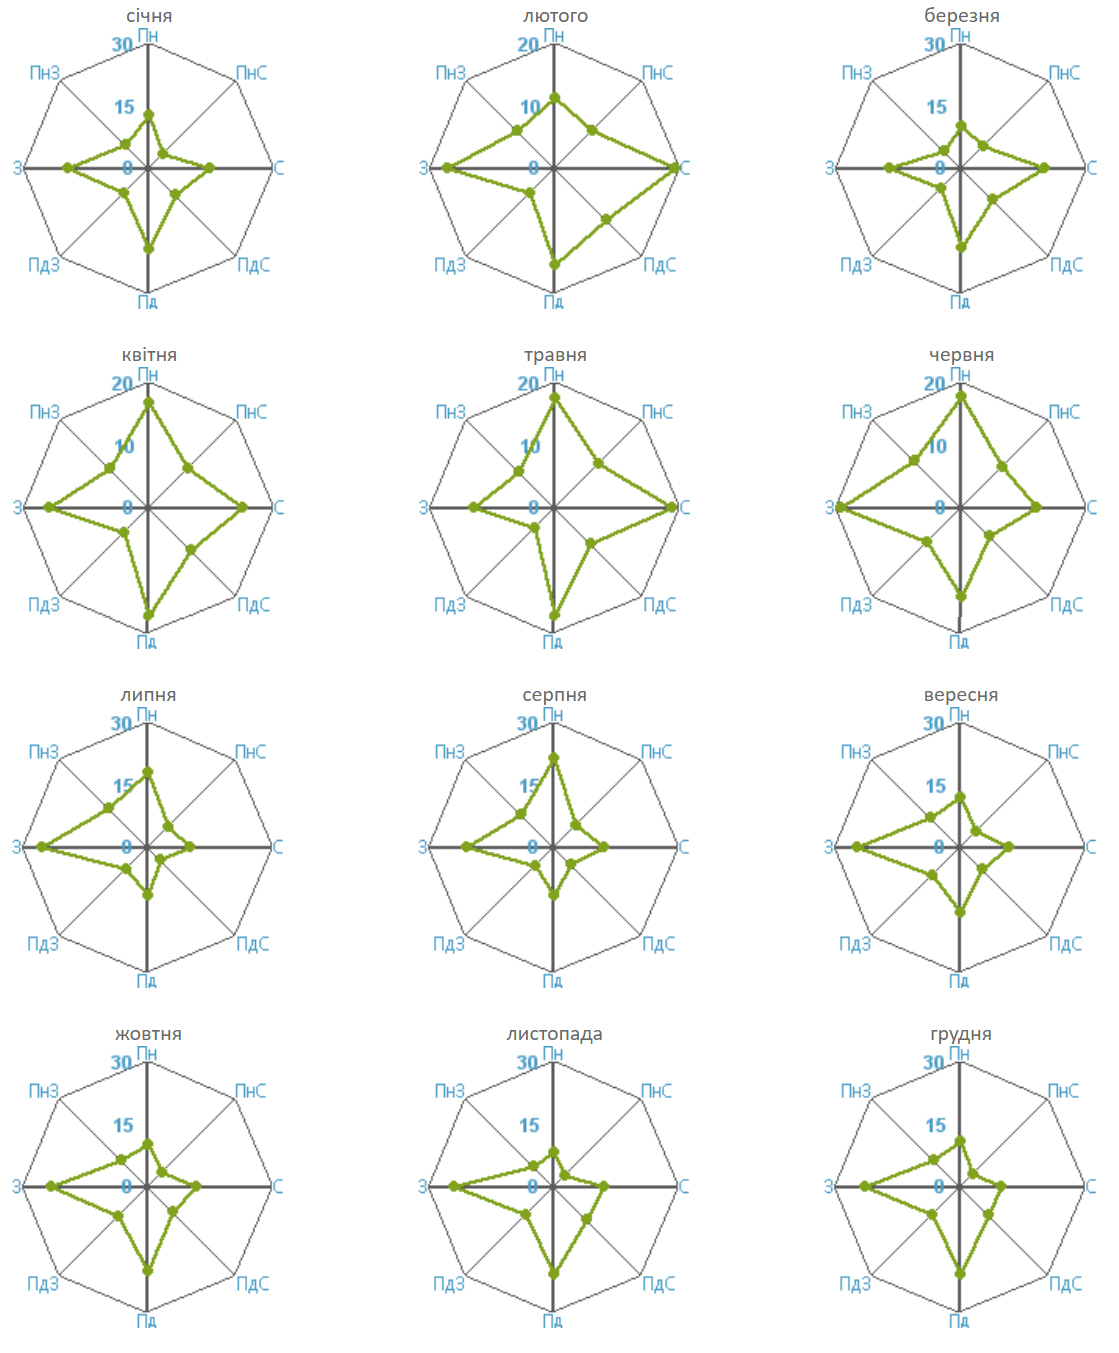 січня
лютого
березня
Пн
Пн
Пн
30
20
30
ПнЗ
ПнС
ПнЗ
ПнС
ПнЗ
ПнС
15
10
15
З
0
С
З
0
С
З
0
С
ПдЗ
ПдС
ПдЗ
ПдС
ПдЗ
ПдС
Пд
Пд
Пд
квітня
травня
червня
Пн
Пн
Пн
20
20
20
ПнЗ
ПнС
ПнЗ
ПнС
ПнЗ
ПнС
10
10
10
З
0
С
З
0
С
З
0
С
ПдЗ
ПдС
ПдЗ
ПдС
ПдЗ
ПдС
Пд
Пд
Пд
липня
серпня
вересня
Пн
Пн
Пн
30
30
30
ПнЗ
ПнС
ПнЗ
ПнС
ПнЗ
ПнС
15
15
15
З
0
С
З
0
С
З
0
С
ПдЗ
ПдС
ПдЗ
ПдС
ПдЗ
ПдС
Пд
Пд
Пд
жовтня
листопада
грудня
Пн
Пн
Пн
30
30
30
ПнЗ
ПнС
ПнЗ
ПнС
ПнЗ
ПнС
15
15
15
З
0
С
З
0
С
З
0
С
ПдЗ
ПдС
ПдЗ
ПдС
ПдЗ
ПдС
Пд
Пд
Пд